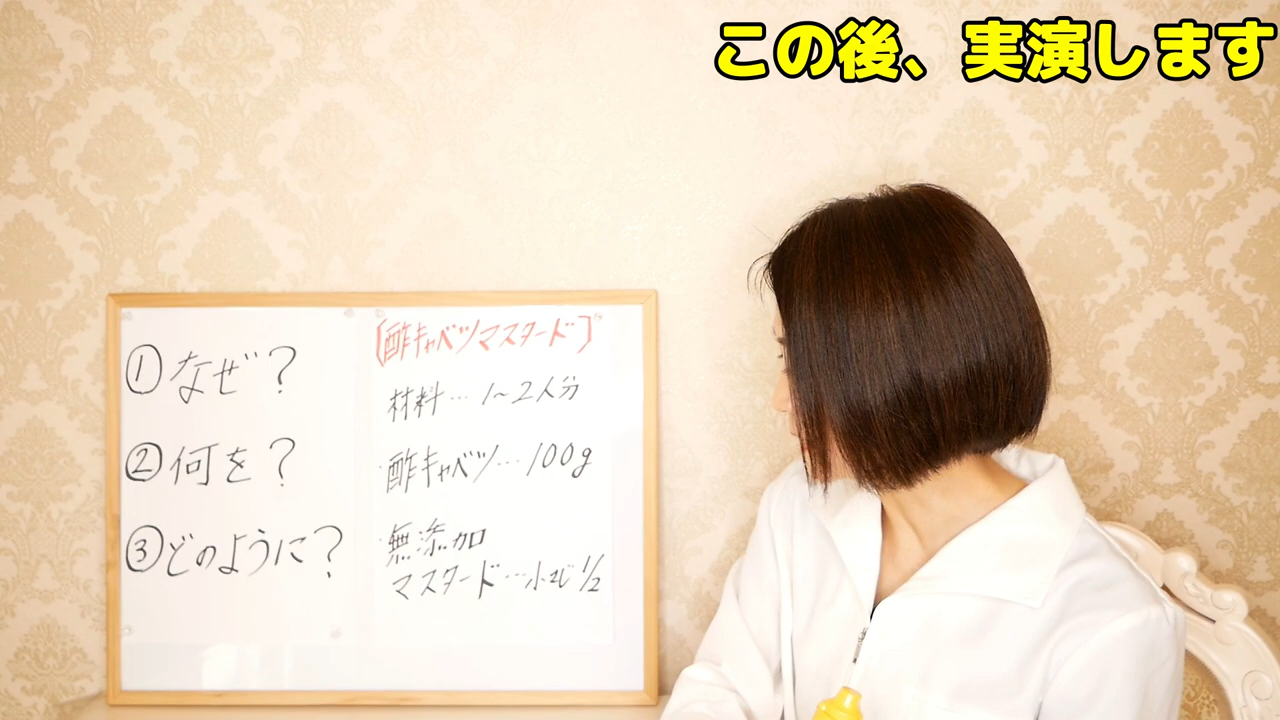 この後、実演します
①なぜ?
②何を?
③どのように?
[酢キャベツマスタード]
材料…1~2人分
・酢キャベツ…100g
・無添加
マスタード…小さじ1/2